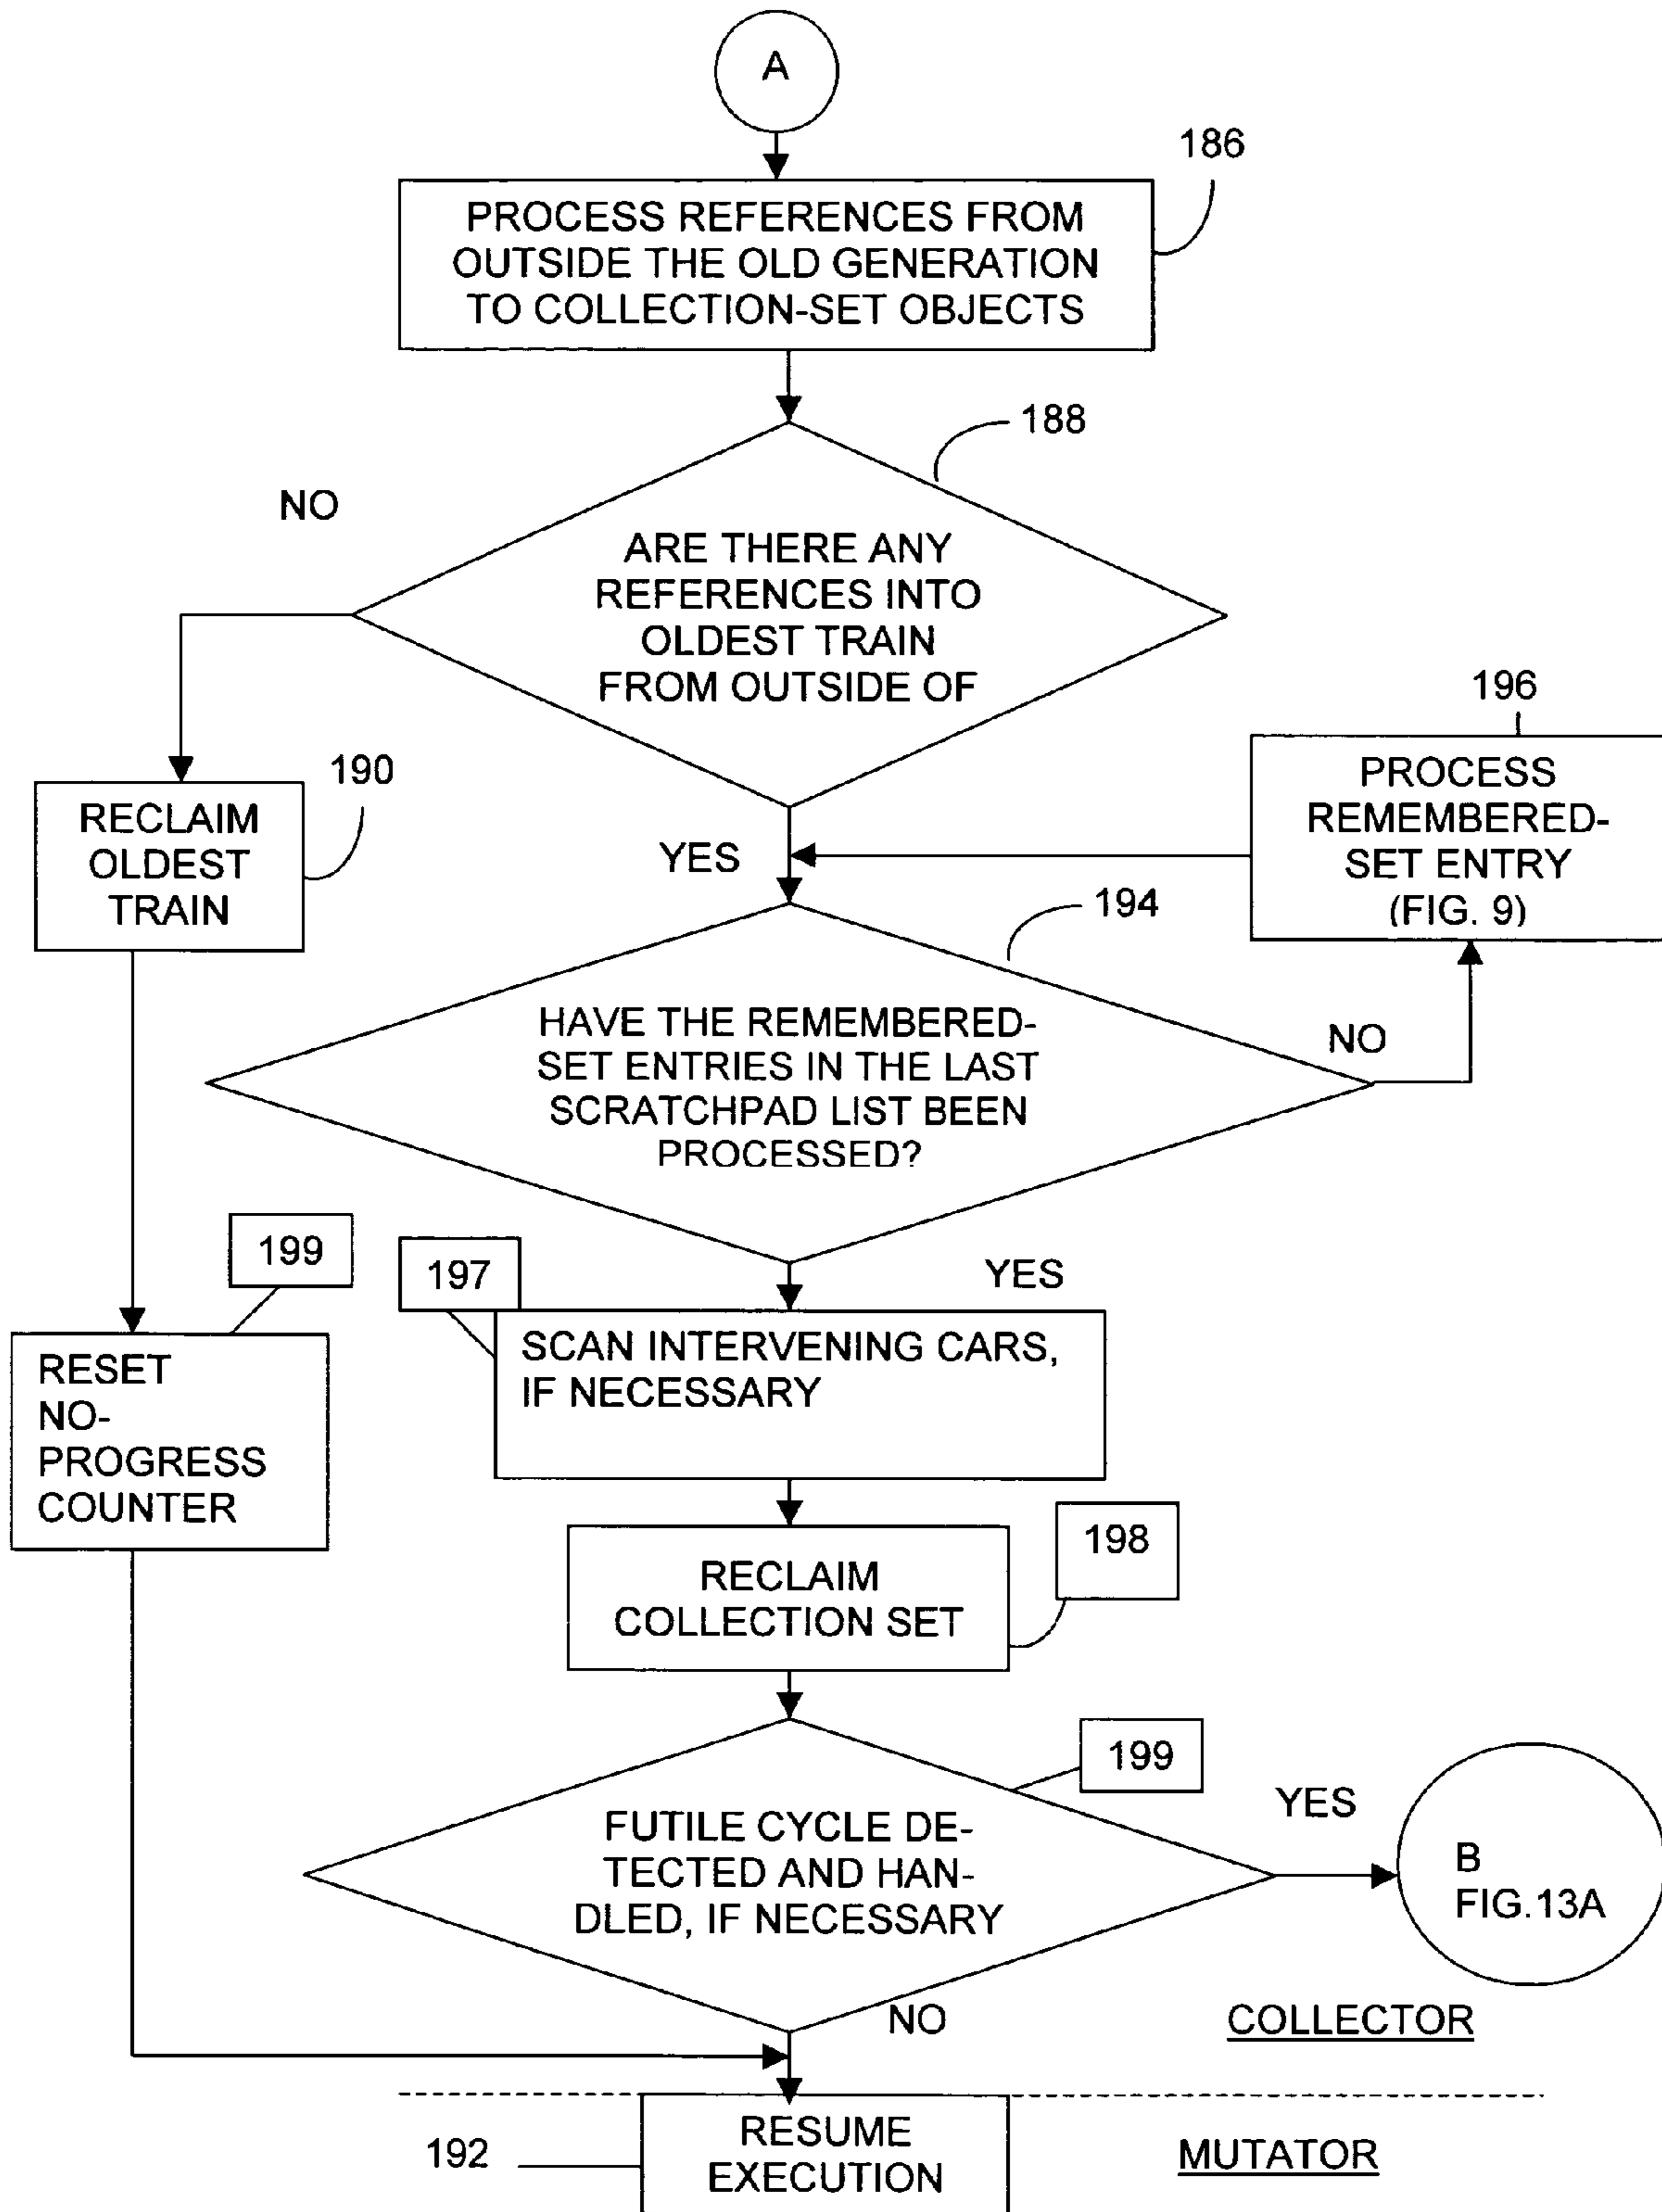 A
186
PROCESS REFERENCES FROM
OUTSIDE THE OLD GENERATION
TO COLLECTION-SET OBJECTS
188
NO
ARE THERE ANY
REFERENCES INTO
OLDEST TRAIN
FROM OUTSIDE OF
196
PROCESS
REMEMBERED-
SET ENTRY
(FIG. 9)
190
RECLAIM
OLDEST
TRAIN
YES
194
HAVE THE REMEMBERED-
SET ENTRIES IN THE LAST
SCRATCHPAD LIST BEEN
PROCESSED?
NO
199
197
YES
RESET
NO-
PROGRESS
COUNTER
SCAN INTERVENING CARS,
IF NECESSARY
198
RECLAIM
COLLECTION SET
199
YES
FUTILE CYCLE DE-
TECTED AND HAN-
DLED, IF NECESSARY
B
FIG.13A
NO
COLLECTOR
192
RESUME
EXECUTION
MUTATOR